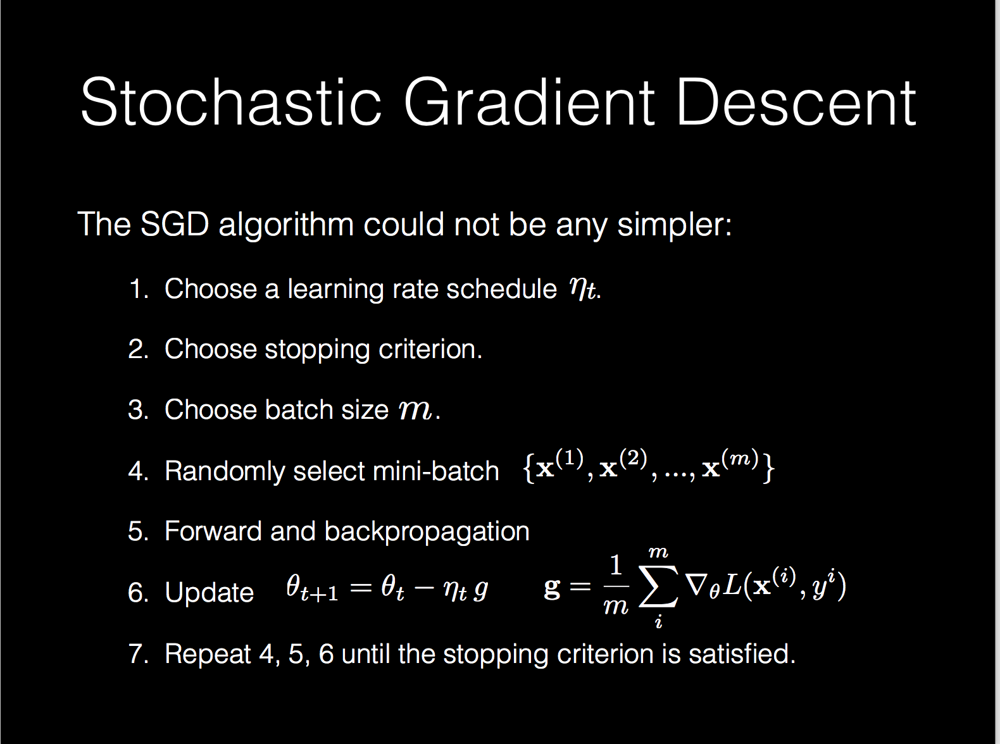 Stochastic Gradient Descent
The SGD algorithm could not be any simpler:
1. Choose a learning rate schedule $\eta_t$.
2. Choose stopping criterion.
3. Choose batch size $m$.
4. Randomly select mini-batch $\{\mathbf{x}^{(1)}, \mathbf{x}^{(2)}, ..., \mathbf{x}^{(m)}\}$
5. Forward and backpropagation
6. Update $\theta_{t+1} = \theta_t - \eta_t \, g$ $\mathbf{g} = \frac{1}{m} \sum_{i}^{m} \nabla_\theta L(\mathbf{x}^{(i)}, y^{i})$
7. Repeat 4, 5, 6 until the stopping criterion is satisfied.